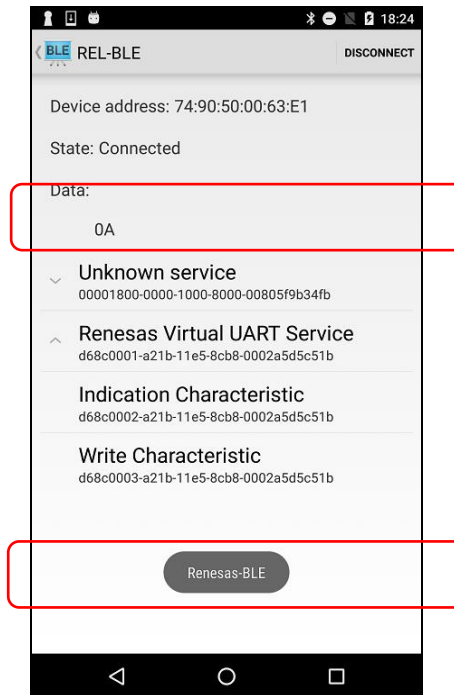 18:24
BLE REL-BLE DISCONNECT
Device address: 74:90:50:00:63:E1
State: Connected
Data:
0A
Unknown service
00001800-0000-1000-8000-00805f9b34fb
Renesas Virtual UART Service
d68c0001-a21b-11e5-8cb8-0002a5d5c51b
Indication Characteristic
d68c0002-a21b-11e5-8cb8-0002a5d5c51b
Write Characteristic
d68c0003-a21b-11e5-8cb8-0002a5d5c51b
Renesas-BLE